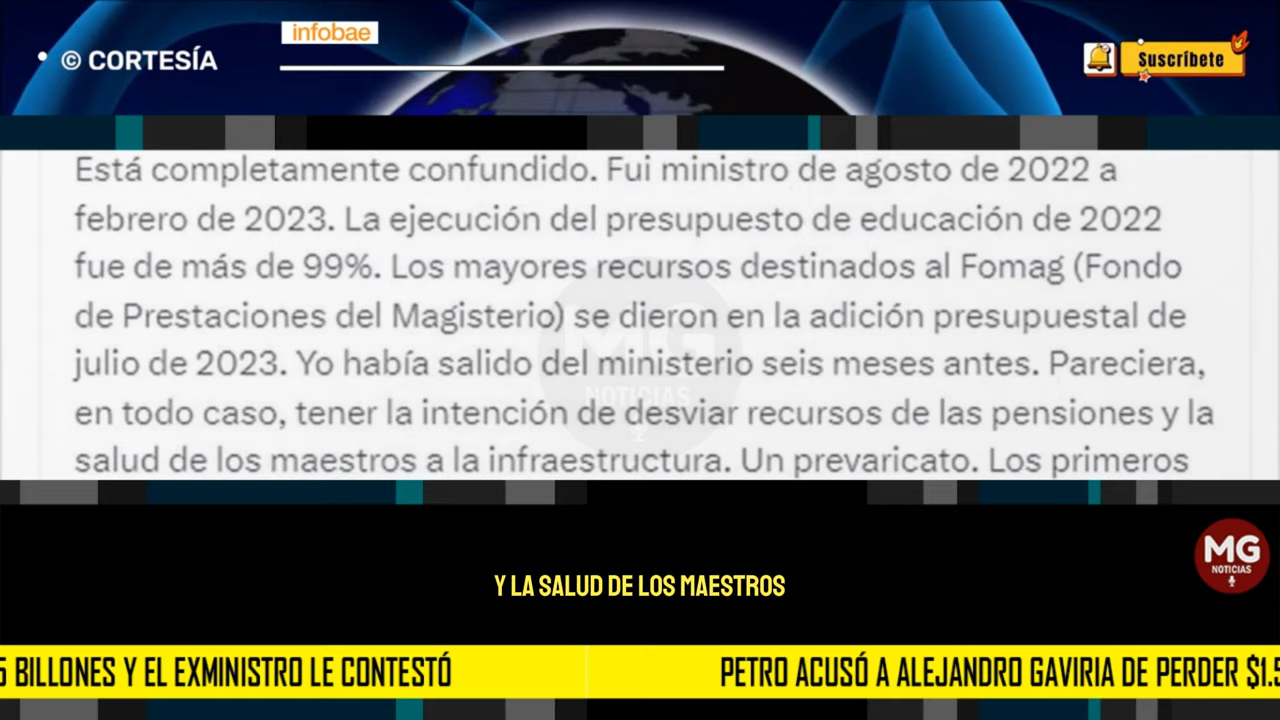 infobae
© CORTESÍA
Suscríbete
Está completamente confundido. Fui ministro de agosto de 2022 a
febrero de 2023. La ejecución del presupuesto de educación de 2022
fue de más de 99%. Los mayores recursos destinados al Fomag (Fondo
de Prestaciones del Magisterio) se dieron en la adición presupuestal de
julio de 2023. Yo había salido del ministerio seis meses antes. Pareciera,
en todo caso, tener la intención de desviar recursos de las pensiones y la
salud de los maestros a la infraestructura. Un prevaricato. Los primeros
MG
NOTICIAS
Y LA SALUD DE LOS MAESTROS
MG
NOTICIAS
5 BILLONES Y EL EXMINISTRO LE CONTESTÓ PETRO ACUSÓ A ALEJANDRO GAVIRIA DE PERDER $1.5